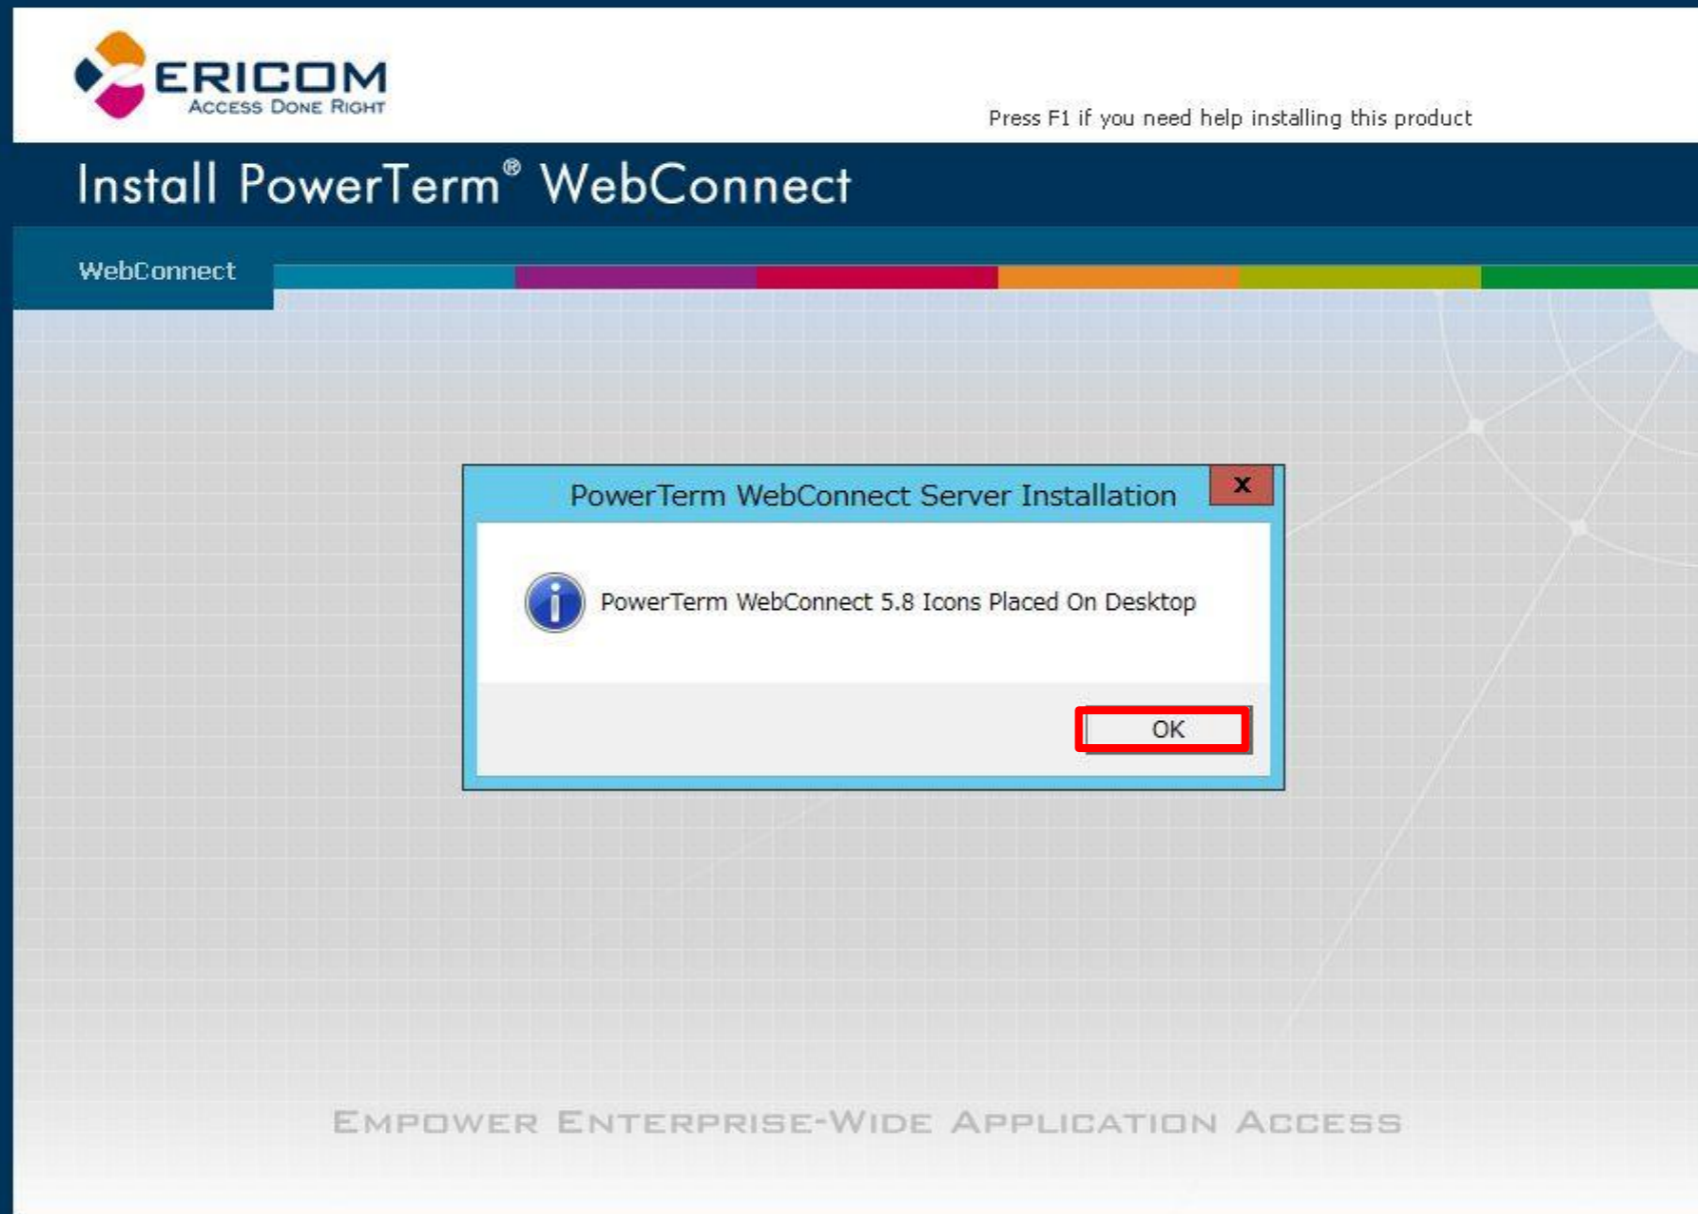 ERICOM
ACCESS DONE RIGHT
Press F1 if you need help installing this product
Install PowerTerm® WebConnect
WebConnect
PowerTerm WebConnect Server Installation
x
PowerTerm WebConnect 5.8 Icons Placed On Desktop
OK
EMPOWER ENTERPRISE-WIDE APPLICATION ACCESS